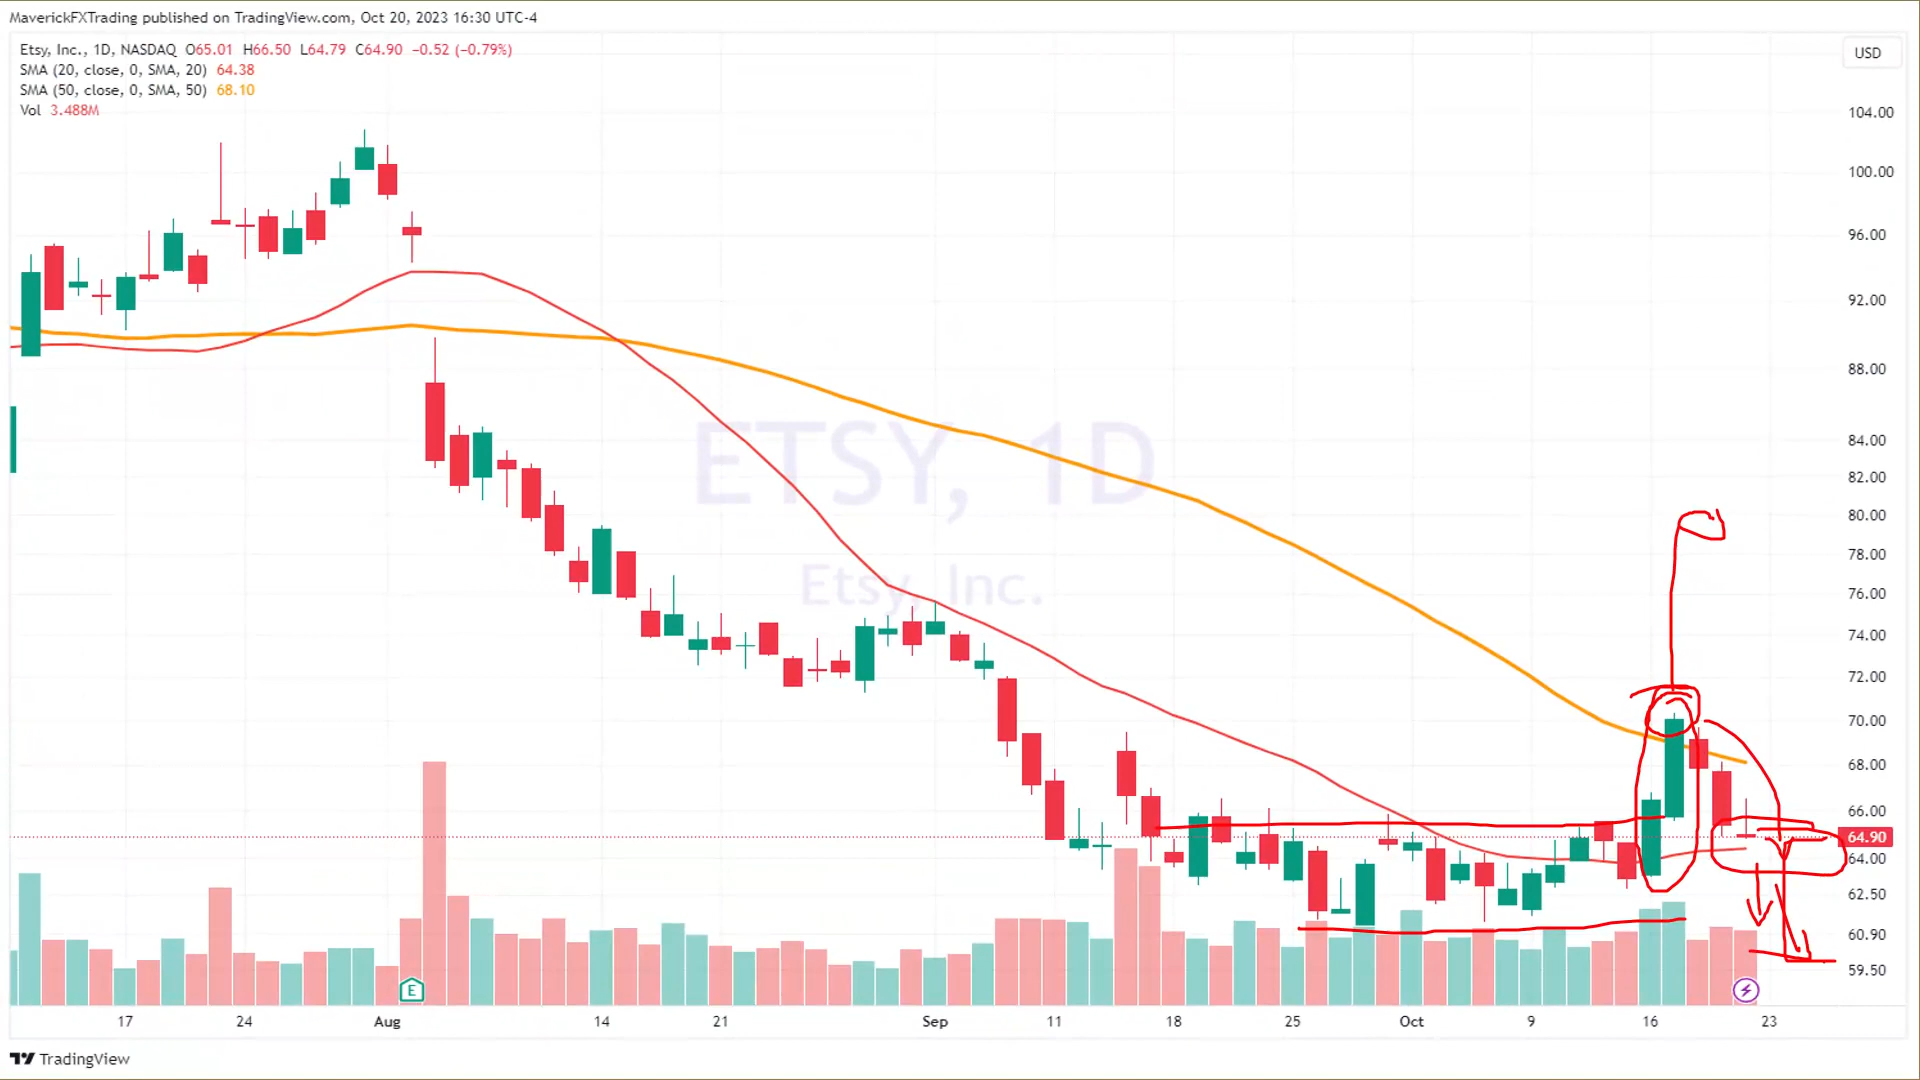 MaverickFXTrading published on TradingView.com, Oct 20, 2023 16:30 UTC-4
Etsy, Inc., 1D, NASDAQ O65.01 H66.50 L64.79 C64.90 −0.52 (−0.79%)
SMA (20, close, 0, SMA, 20) 64.38
SMA (50, close, 0, SMA, 50) 68.10
Vol 3.488M
USD
104.00
100.00
96.00
92.00
88.00
84.00
82.00
80.00
78.00
76.00
74.00
72.00
70.00
68.00
66.00
64.90
64.00
62.50
60.90
59.50
ETSY, 1D
Etsy, Inc.
E
17 24 Aug 14 21 Sep 11 18 25 Oct 9 16 23
TradingView